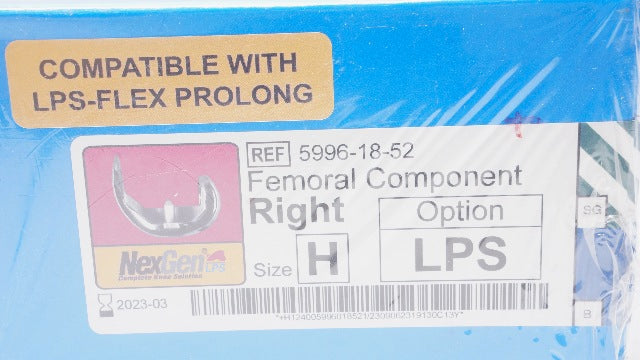 COMPATIBLE WITH
LPS-FLEX PROLONG
REF 5996-18-52
Femoral Component
Right
Option
Size H
LPS
NexGen LPS
Complete Knee Solution
2023-03
SG
B